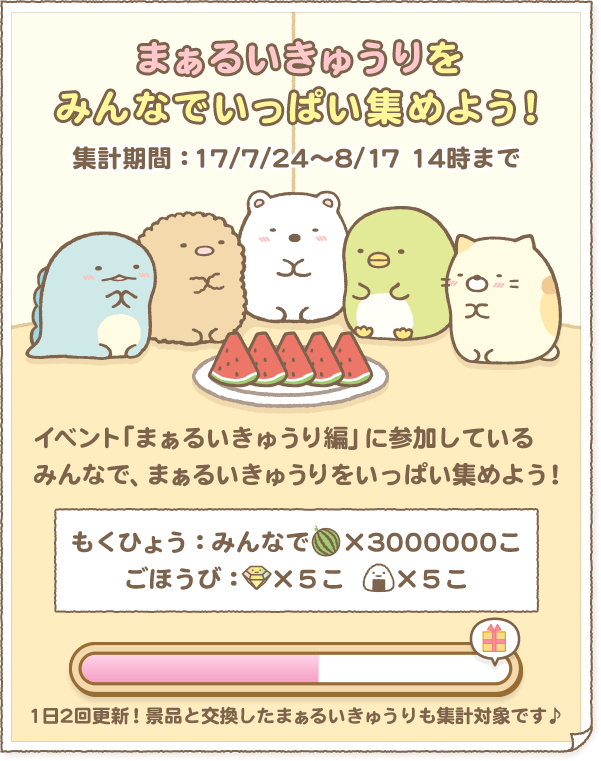 まぁるいきゅうりを
みんなでいっぱい集めよう!
集計期間：17/7/24〜8/17 14時まで
イベント「まぁるいきゅうり編」に参加している
みんなで、まぁるいきゅうりをいっぱい集めよう!
もくひょう：みんなで×3000000こ
ごほうび：×5こ ×5こ
1日2回更新！景品と交換したまぁるいきゅうりも集計対象です♪